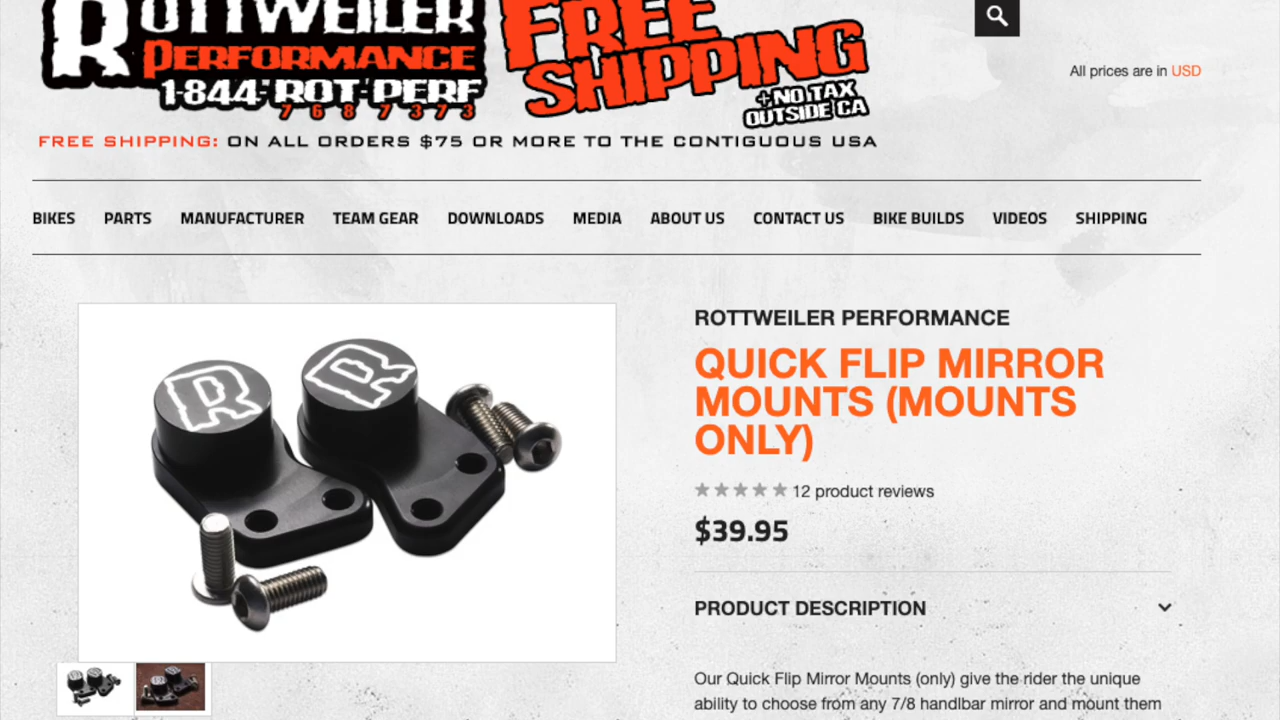 ROTTWEILER
PERFORMANCE
1-844-ROT-PERF
7 6 8 7 3 7 3
FREE
SHIPPING
+NO TAX
OUTSIDE CA
All prices are in USD
FREE SHIPPING: ON ALL ORDERS $75 OR MORE TO THE CONTIGUOUS USA
BIKES PARTS MANUFACTURER TEAM GEAR DOWNLOADS MEDIA ABOUT US CONTACT US BIKE BUILDS VIDEOS SHIPPING
R R
ROTTWEILER PERFORMANCE
QUICK FLIP MIRROR
MOUNTS (MOUNTS
ONLY)
12 product reviews
$39.95
PRODUCT DESCRIPTION
Our Quick Flip Mirror Mounts (only) give the rider the unique
ability to choose from any 7/8 handlbar mirror and mount them